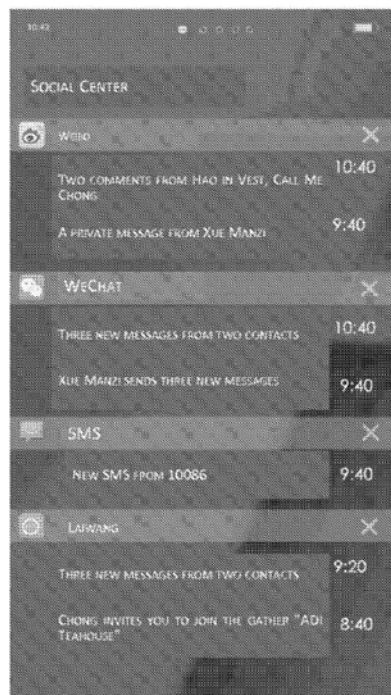 10:42
SOCIAL CENTER
WEIBO
10:40
TWO COMMENTS FROM HAO IN VEST, CALL ME
CHONG
A PRIVATE MESSAGE FROM XUE MANZI
9:40
WECHAT
THREE NEW MESSAGES FROM TWO CONTACTS
10:40
XUE MANZI SENDS THREE NEW MESSAGES
9:40
SMS
NEW SMS FROM 10086
9:40
LAIWANG
THREE NEW MESSAGES FROM TWO CONTACTS
9:20
CHONG INVITES YOU TO JOIN THE GATHER "ADI
TEAHOUSE"
8:40